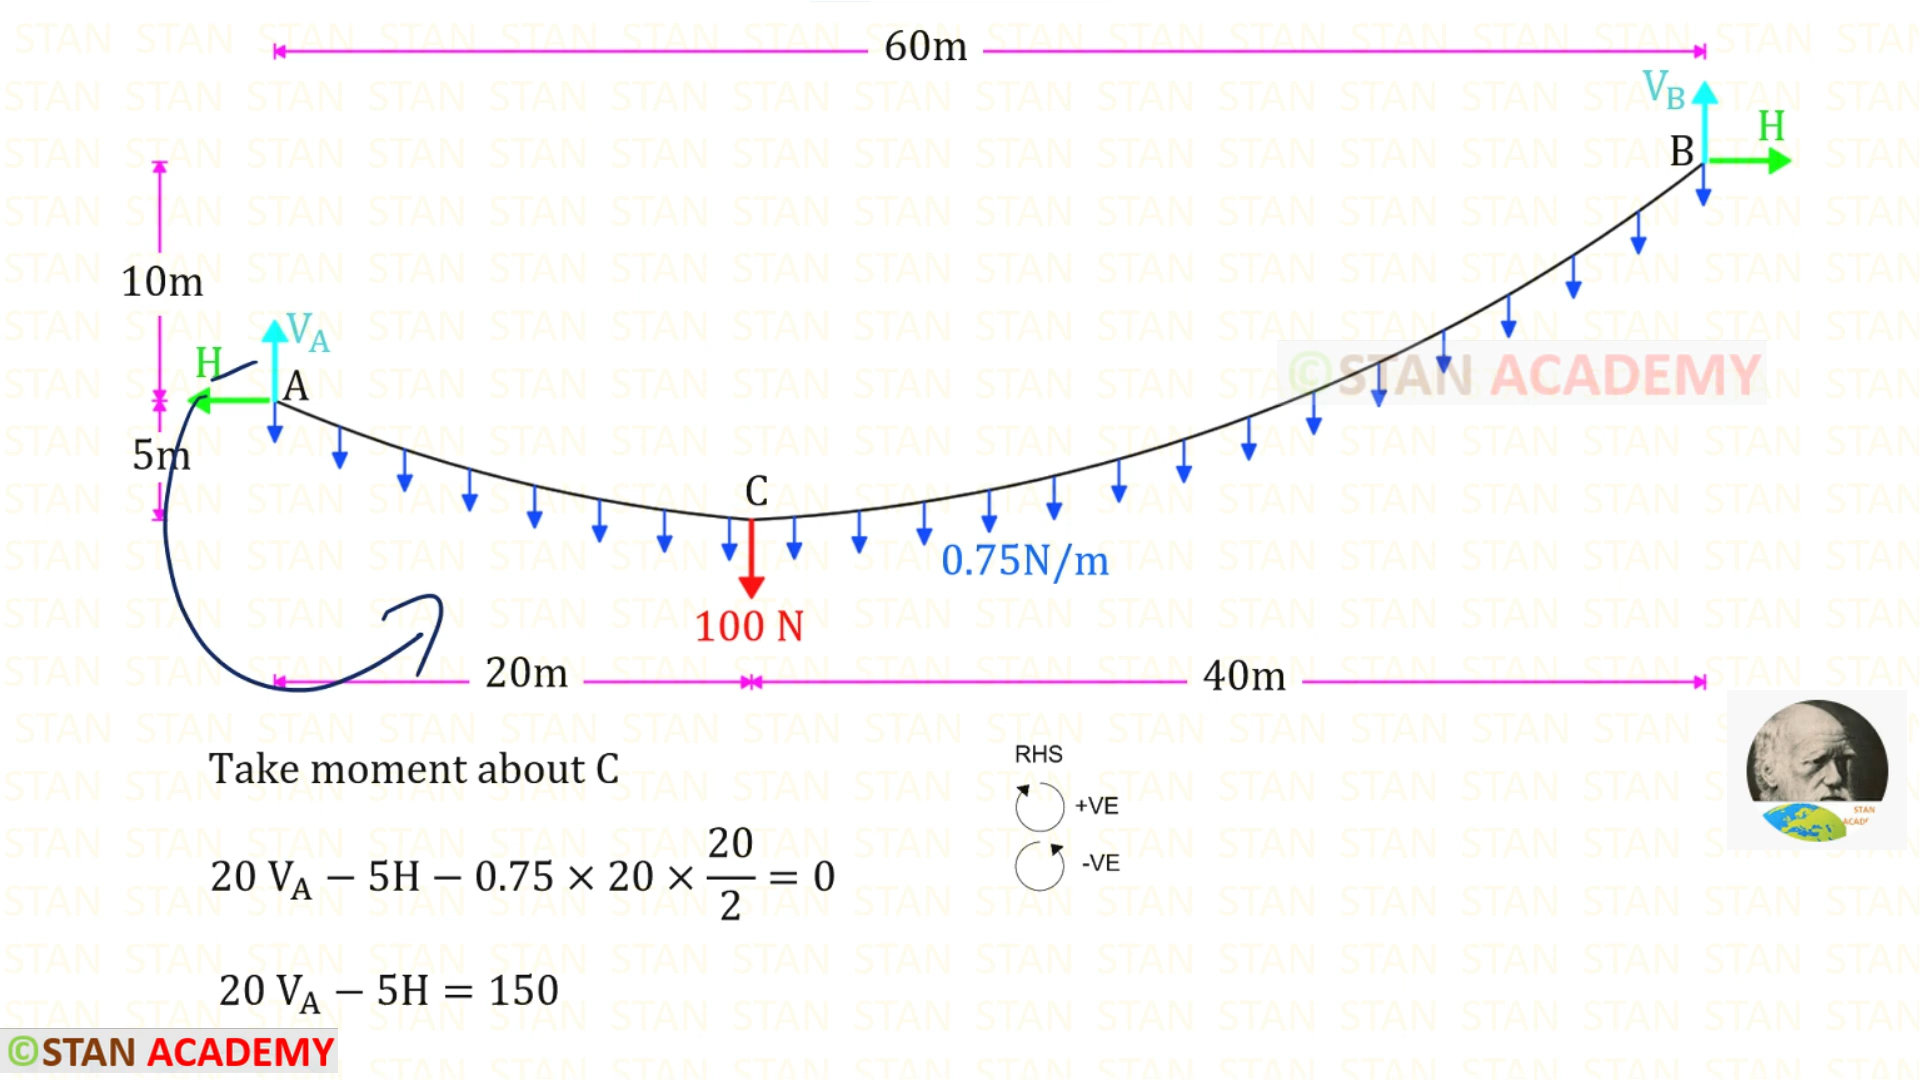 60m
V_B
H
B
10m
V_A
H
A
5m
C
0.75N/m
100 N
20m
40m
©STAN ACADEMY
Take moment about C
RHS
+VE
-VE
20 V_A − 5H − 0.75 × 20 × 20/2 = 0
20 V_A − 5H = 150
STAN
©STAN ACADEMY